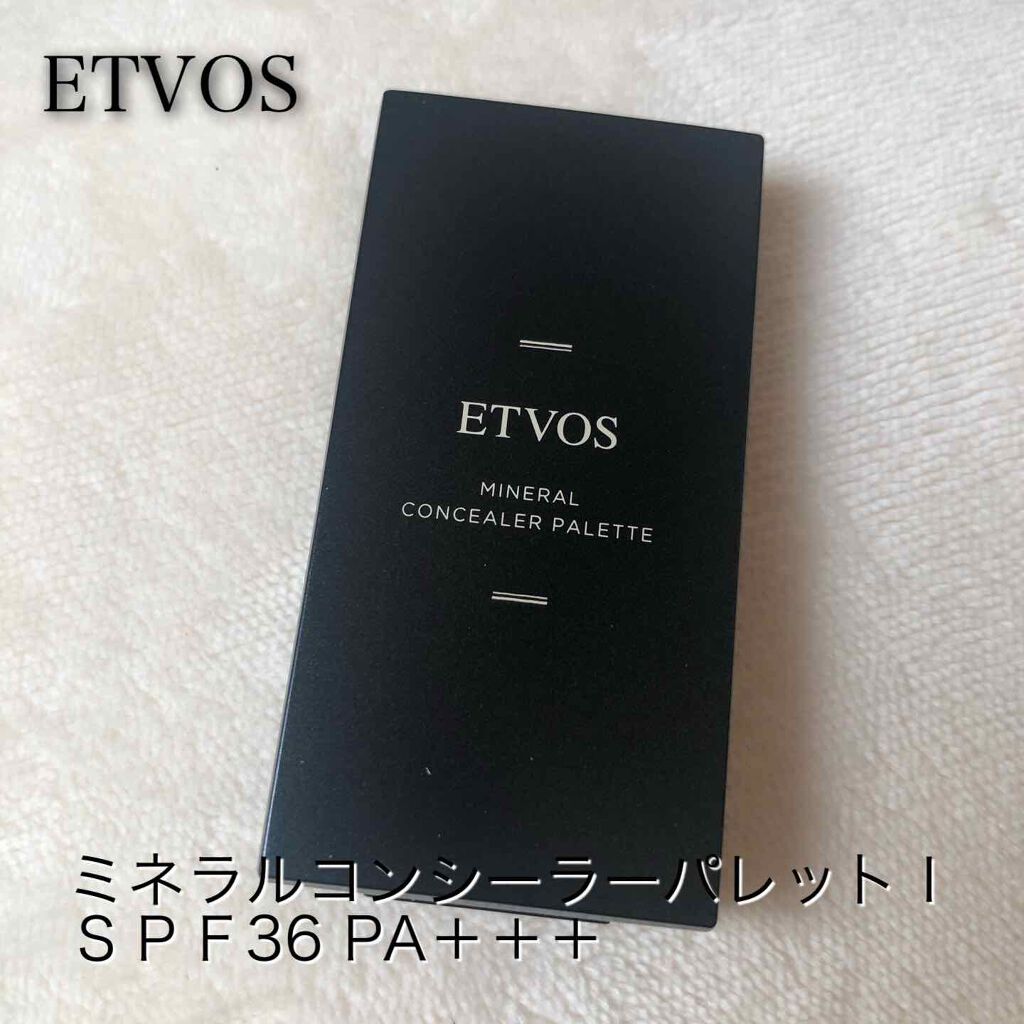 ETVOS
ETVOS
MINERAL
CONCEALER PALETTE
ミネラルコンシーラーパレットⅠ
ＳＰＦ36 PA＋＋＋